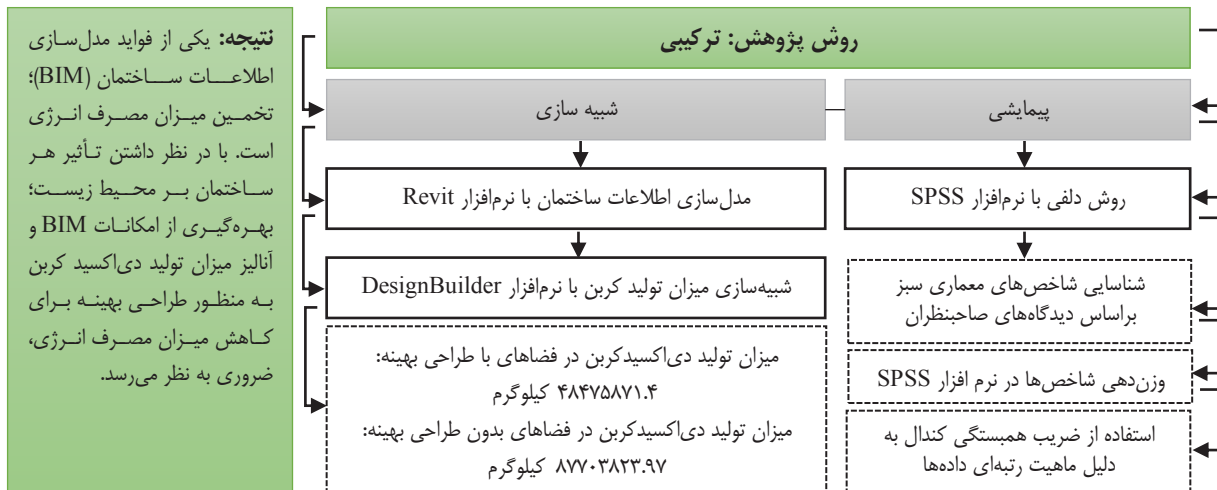 روش پژوهش: ترکیبی
پیمایشی
شبیه سازی
روش دلفی با نرم‌افزار SPSS
مدل‌سازی اطلاعات ساختمان با نرم‌افزار Revit
شناسایی شاخص‌های معماری سبز
براساس دیدگاه‌های صاحبنظران
شبیه‌سازی میزان تولید کربن با نرم‌افزار DesignBuilder
وزن‌دهی شاخص‌ها در نرم افزار SPSS
استفاده از ضریب همبستگی کندال به
دلیل ماهیت رتبه‌ای داده‌ها
میزان تولید دی‌اکسیدکربن در فضاهای با طراحی بهینه:
۴۸۴۷۵۸۷۱.۴ کیلوگرم
میزان تولید دی‌اکسیدکربن در فضاهای بدون طراحی بهینه:
۸۷۷۰۳۸۲۳.۹۷ کیلوگرم
نتیجه: یکی از فواید مدل‌سازی
اطلاعات ساختمان (BIM)؛
تخمین میزان مصرف انرژی
است. با در نظر داشتن تأثیر هر
ساختمان بر محیط زیست؛
بهره‌گیری از امکانات BIM و
آنالیز میزان تولید دی‌اکسید کربن
به منظور طراحی بهینه برای
کاهش میزان مصرف انرژی،
ضروری به نظر می‌رسد.